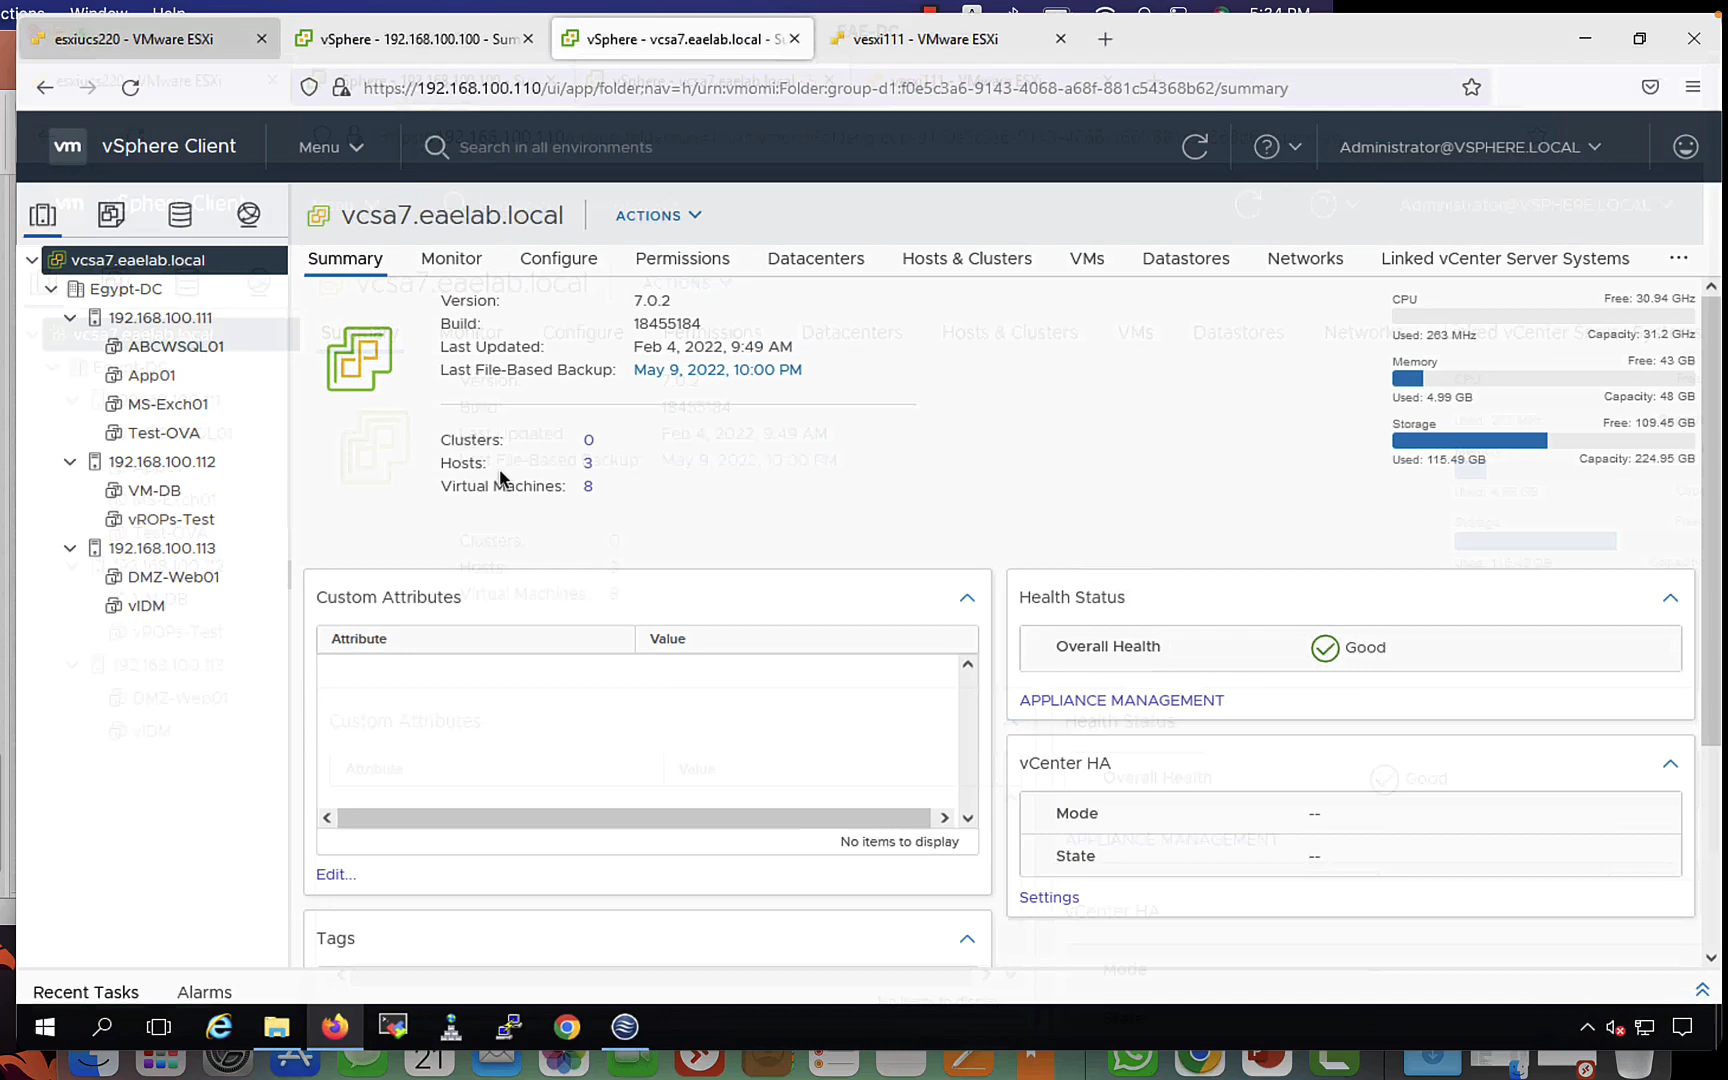 Window Help
5:34 PM
esxiucs220 - VMware ESXi
vSphere - 192.168.100.100 - Sum
vSphere - vcsa7.eaelab.local - S
vesxi111 - VMware ESXi
https://192.168.100.110/ui/app/folder;nav=h/urn:vmomi:Folder:group-d1:f0e5c3a6-9143-4068-a68f-881c54368b62/summary
vm vSphere Client
Menu
Search in all environments
Administrator@VSPHERE.LOCAL
vcsa7.eaelab.local
ACTIONS
Summary
Monitor
Configure
Permissions
Datacenters
Hosts & Clusters
VMs
Datastores
Networks
Linked vCenter Server Systems
vcsa7.eaelab.local
Egypt-DC
192.168.100.111
ABCWSQL01
App01
MS-Exch01
Test-OVA
192.168.100.112
VM-DB
vROPs-Test
192.168.100.113
DMZ-Web01
vIDM
Version: 7.0.2
Build: 18455184
Last Updated: Feb 4, 2022, 9:49 AM
Last File-Based Backup: May 9, 2022, 10:00 PM
Clusters: 0
Hosts: 3
Virtual Machines: 8
CPU Free: 30.94 GHz
Used: 263 MHz Capacity: 31.2 GHz
Memory Free: 43 GB
Used: 4.99 GB Capacity: 48 GB
Storage Free: 109.45 GB
Used: 115.49 GB Capacity: 224.95 GB
Custom Attributes
Attribute Value
No items to display
Edit...
Tags
Health Status
Overall Health Good
APPLIANCE MANAGEMENT
vCenter HA
Mode --
State --
Settings
Recent Tasks Alarms
21